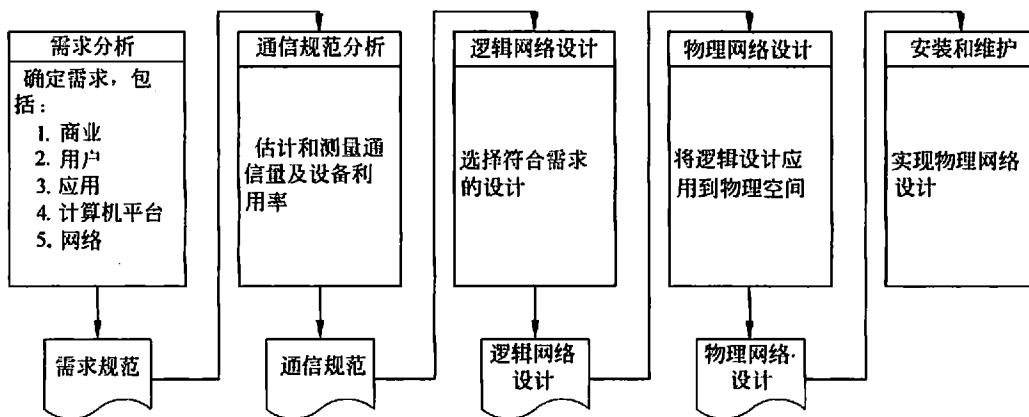 需求分析
确定需求，包
括：
1. 商业
2. 用户
3. 应用
4. 计算机平台
5. 网络
需求规范
通信规范分析
估计和测量通
信量及设备利
用率
通信规范
逻辑网络设计
选择符合需求
的设计
逻辑网络
设计
物理网络设计
将逻辑设计应
用到物理空间
物理网络
设计
安装和维护
实现物理网络
设计